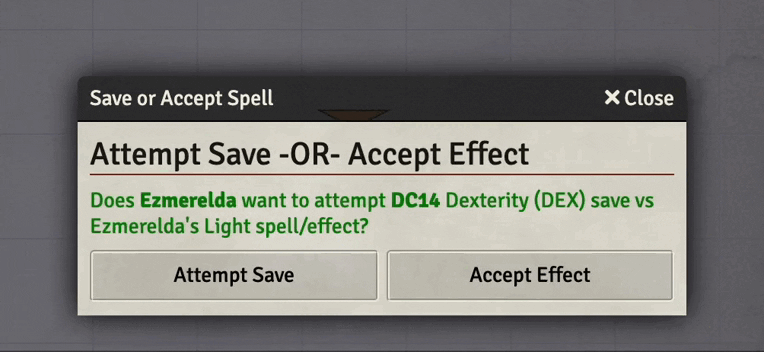 Save or Accept Spell
× Close
Attempt Save -OR- Accept Effect
Does Ezmerelda want to attempt DC14 Dexterity (DEX) save vs
Ezmerelda's Light spell/effect?
Attempt Save
Accept Effect